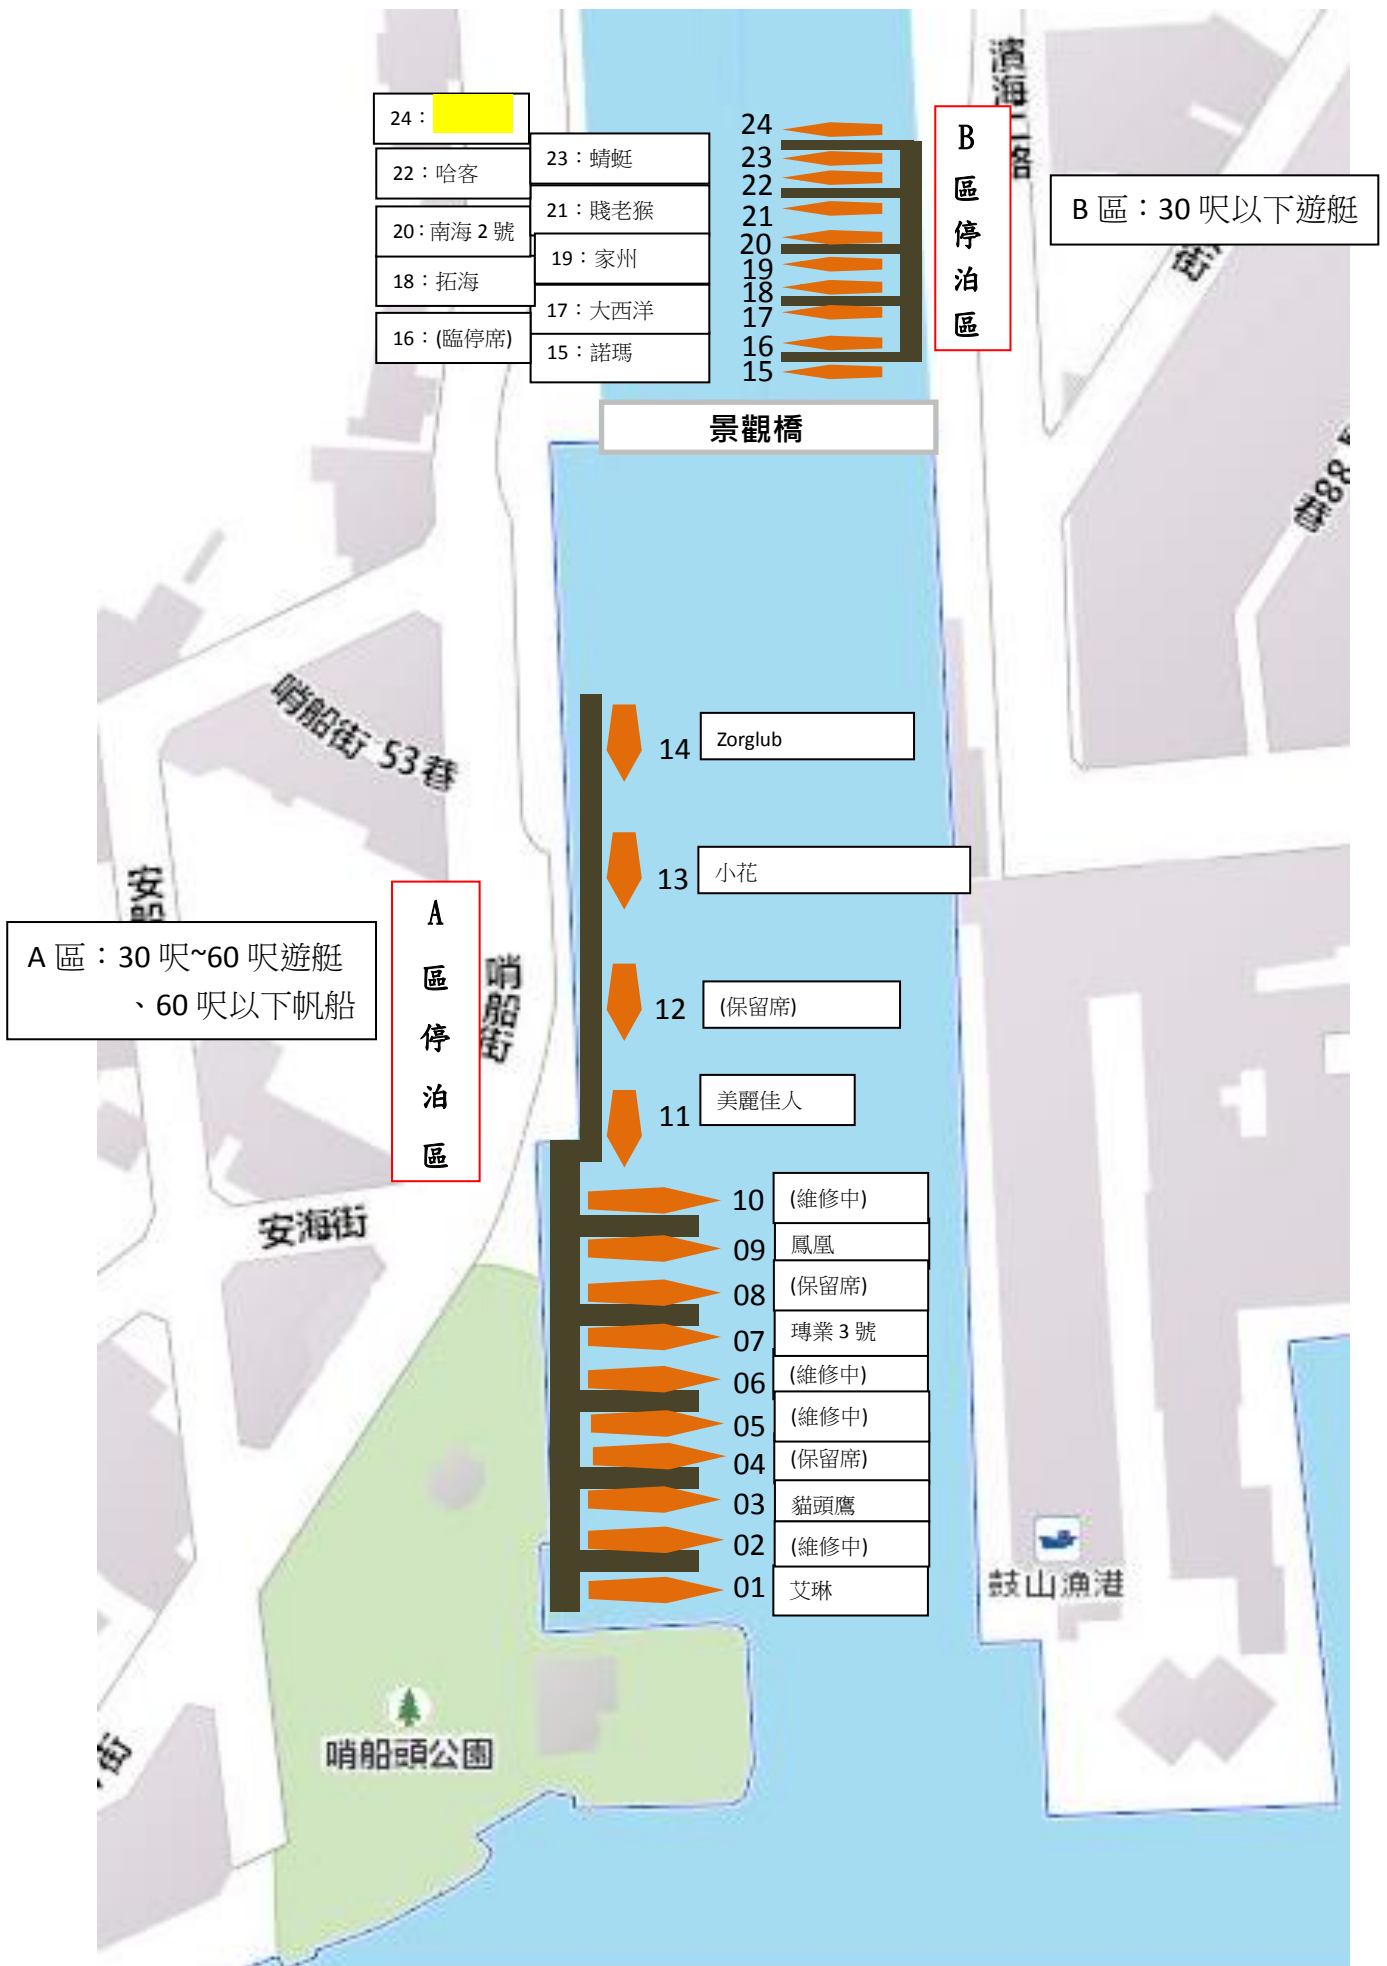 24：
23：蜻蜓
22：哈客
21：賤老猴
20：南海 2 號
19：家州
18：拓海
17：大西洋
16：(臨停席)
15：諾瑪
24
23
22
21
20
19
18
17
16
15
B
區
停
泊
區
B 區：30 呎以下遊艇
街
景觀橋
哨船街 53巷
14
Zorglub
13
小花
12
(保留席)
11
美麗佳人
A 區：30 呎~60 呎遊艇
、60 呎以下帆船
A
區
停
泊
區
哨船街
安海街
10
(維修中)
09
鳳凰
08
(保留席)
07
瑼業 3 號
06
(維修中)
05
(維修中)
04
(保留席)
03
貓頭鷹
02
(維修中)
01
艾琳
鼓山漁港
哨船頭公園
街